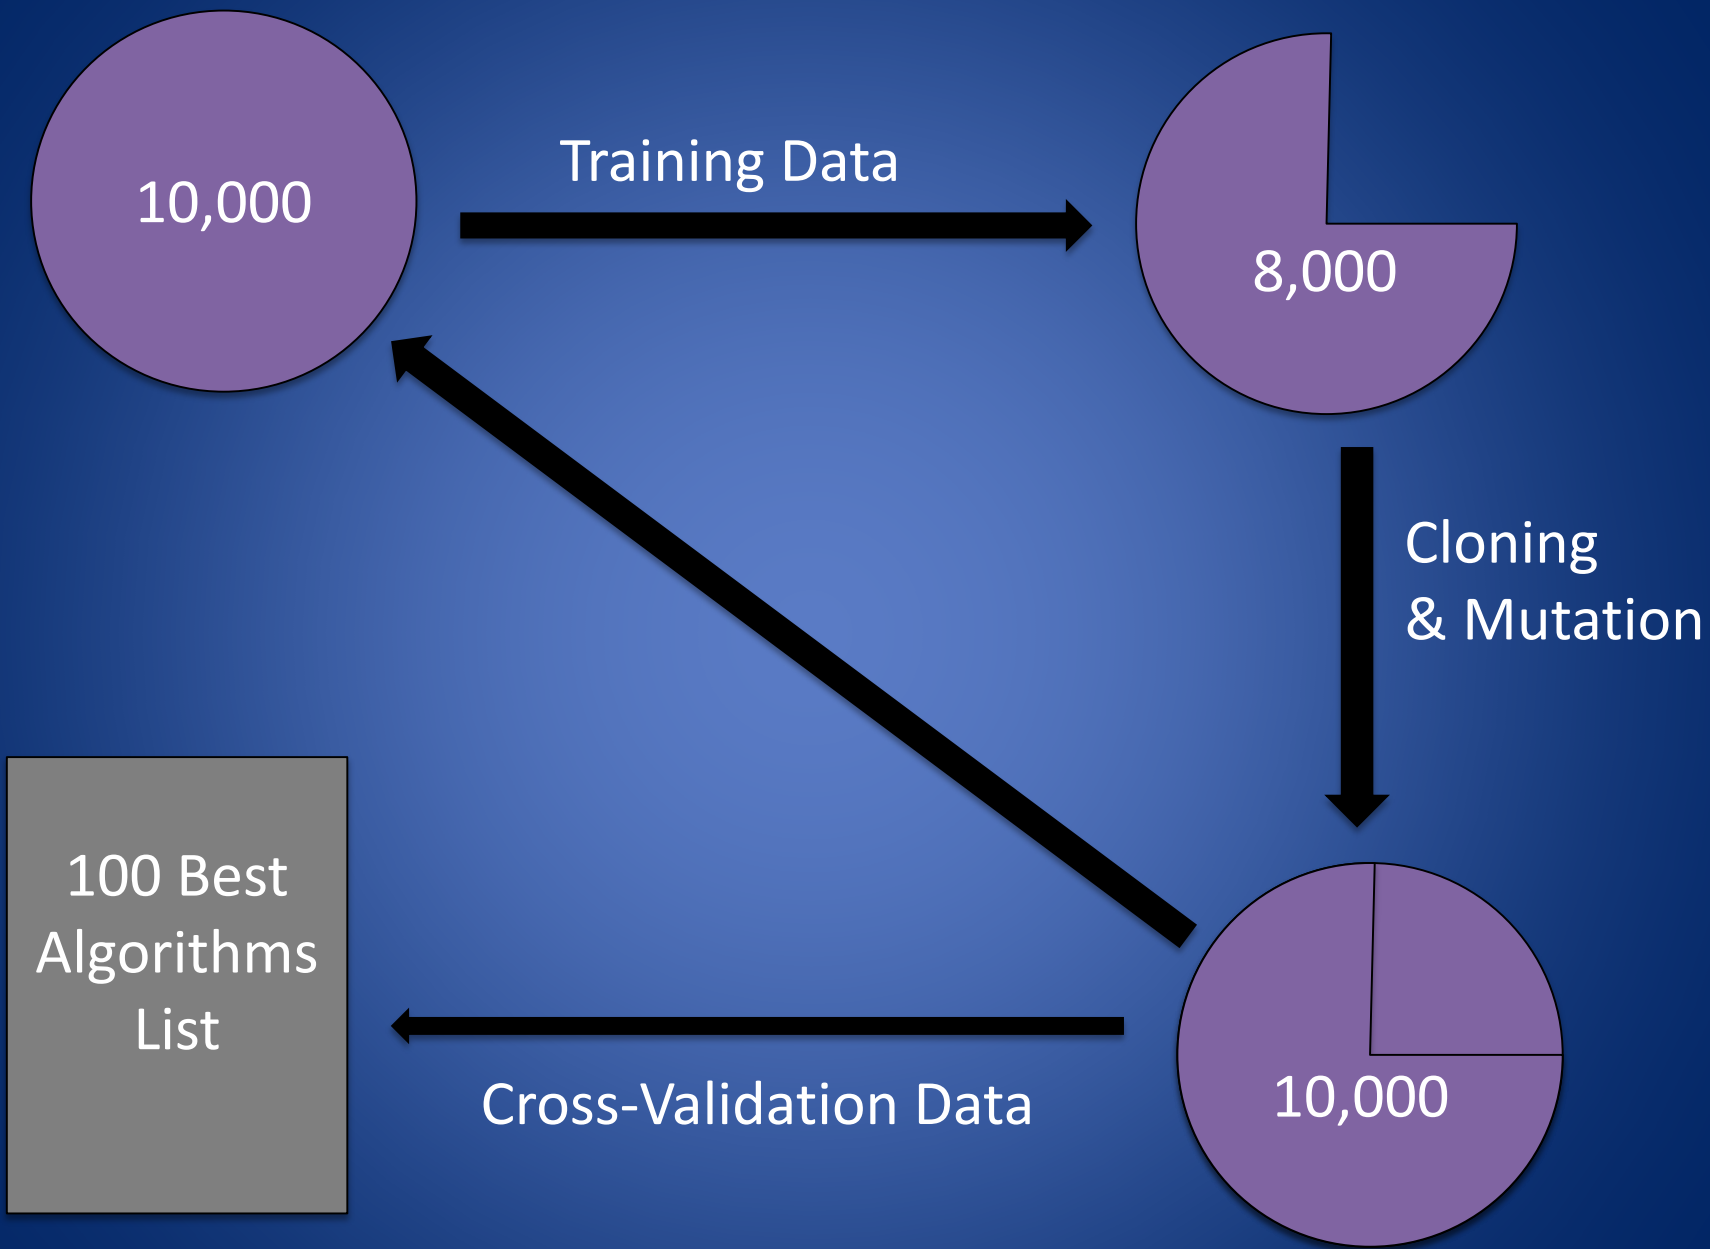 10,000
Training Data
8,000
Cloning
& Mutation
100 Best
Algorithms
List
Cross-Validation Data
10,000